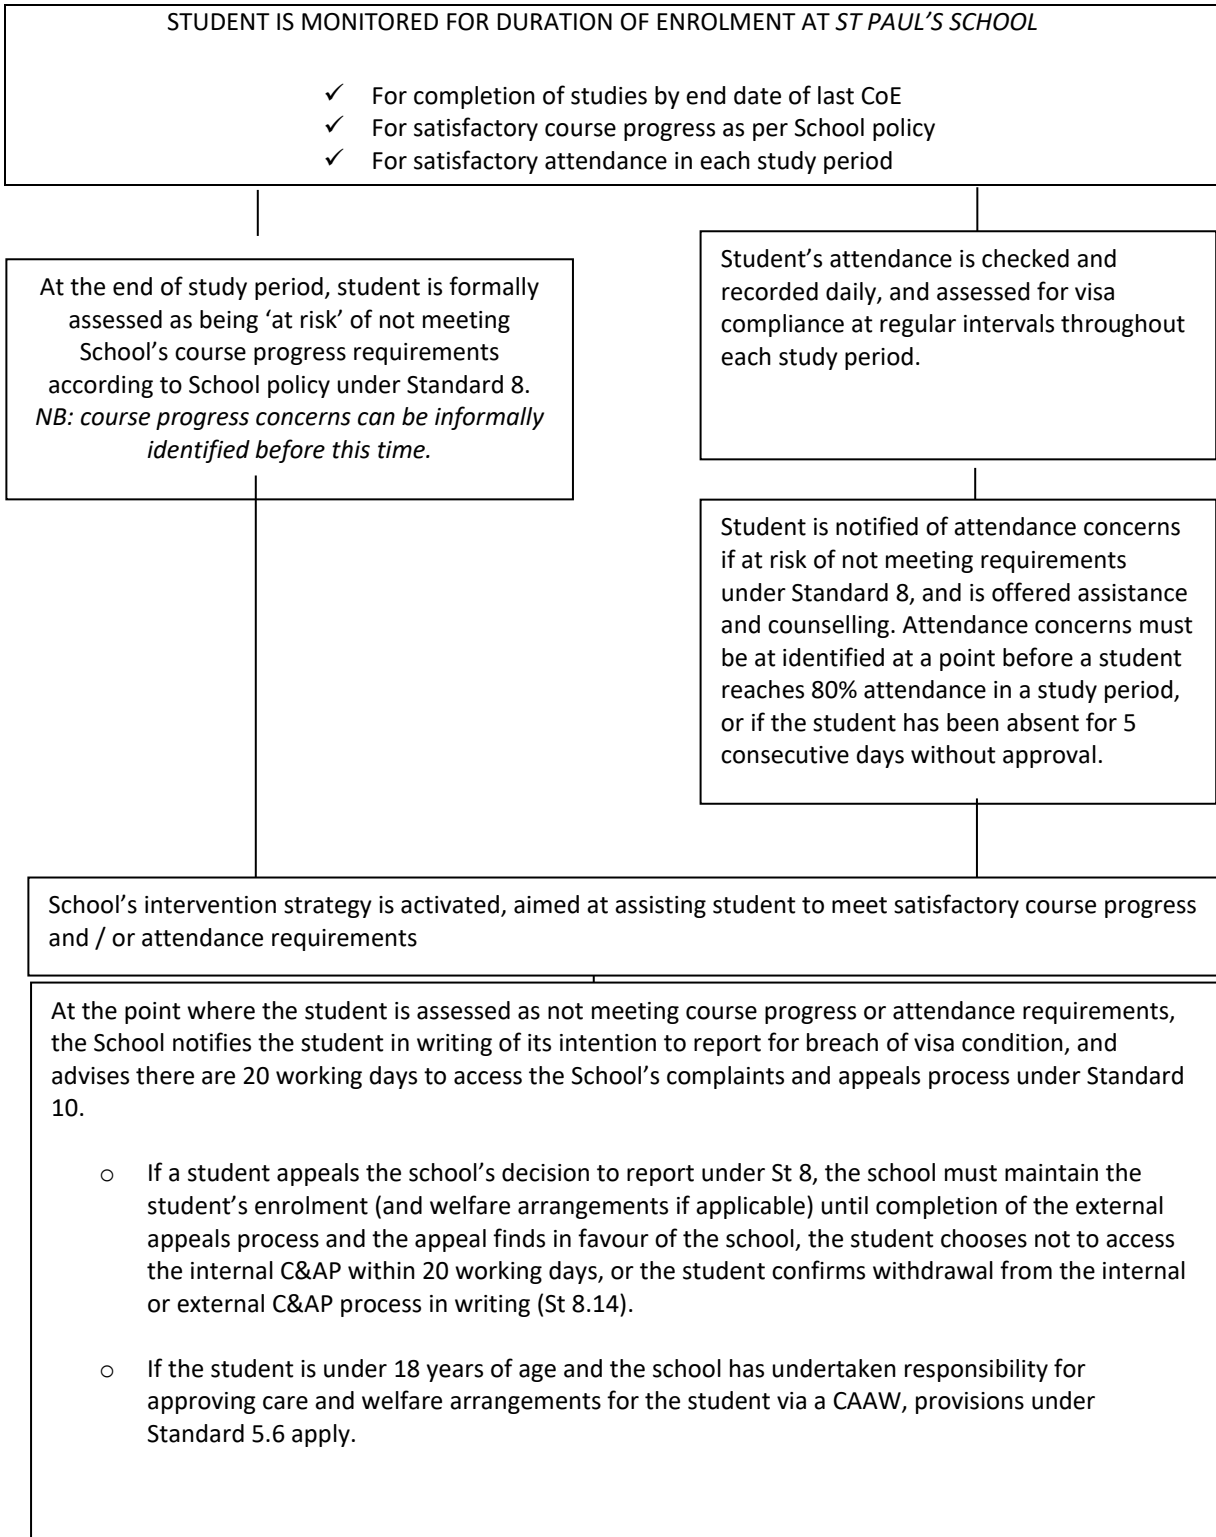 STUDENT IS MONITORED FOR DURATION OF ENROLMENT AT ST PAUL’S SCHOOL
✓ For completion of studies by end date of last CoE
✓ For satisfactory course progress as per School policy
✓ For satisfactory attendance in each study period
At the end of study period, student is formally
assessed as being ‘at risk’ of not meeting
School’s course progress requirements
according to School policy under Standard 8.
NB: course progress concerns can be informally
identified before this time.
Student’s attendance is checked and
recorded daily, and assessed for visa
compliance at regular intervals throughout
each study period.
Student is notified of attendance concerns
if at risk of not meeting requirements
under Standard 8, and is offered assistance
and counselling. Attendance concerns must
be at identified at a point before a student
reaches 80% attendance in a study period,
or if the student has been absent for 5
consecutive days without approval.
School’s intervention strategy is activated, aimed at assisting student to meet satisfactory course progress
and / or attendance requirements
At the point where the student is assessed as not meeting course progress or attendance requirements,
the School notifies the student in writing of its intention to report for breach of visa condition, and
advises there are 20 working days to access the School’s complaints and appeals process under Standard
10.
o If a student appeals the school’s decision to report under St 8, the school must maintain the
student’s enrolment (and welfare arrangements if applicable) until completion of the external
appeals process and the appeal finds in favour of the school, the student chooses not to access
the internal C&AP within 20 working days, or the student confirms withdrawal from the internal
or external C&AP process in writing (St 8.14).
o If the student is under 18 years of age and the school has undertaken responsibility for
approving care and welfare arrangements for the student via a CAAW, provisions under
Standard 5.6 apply.